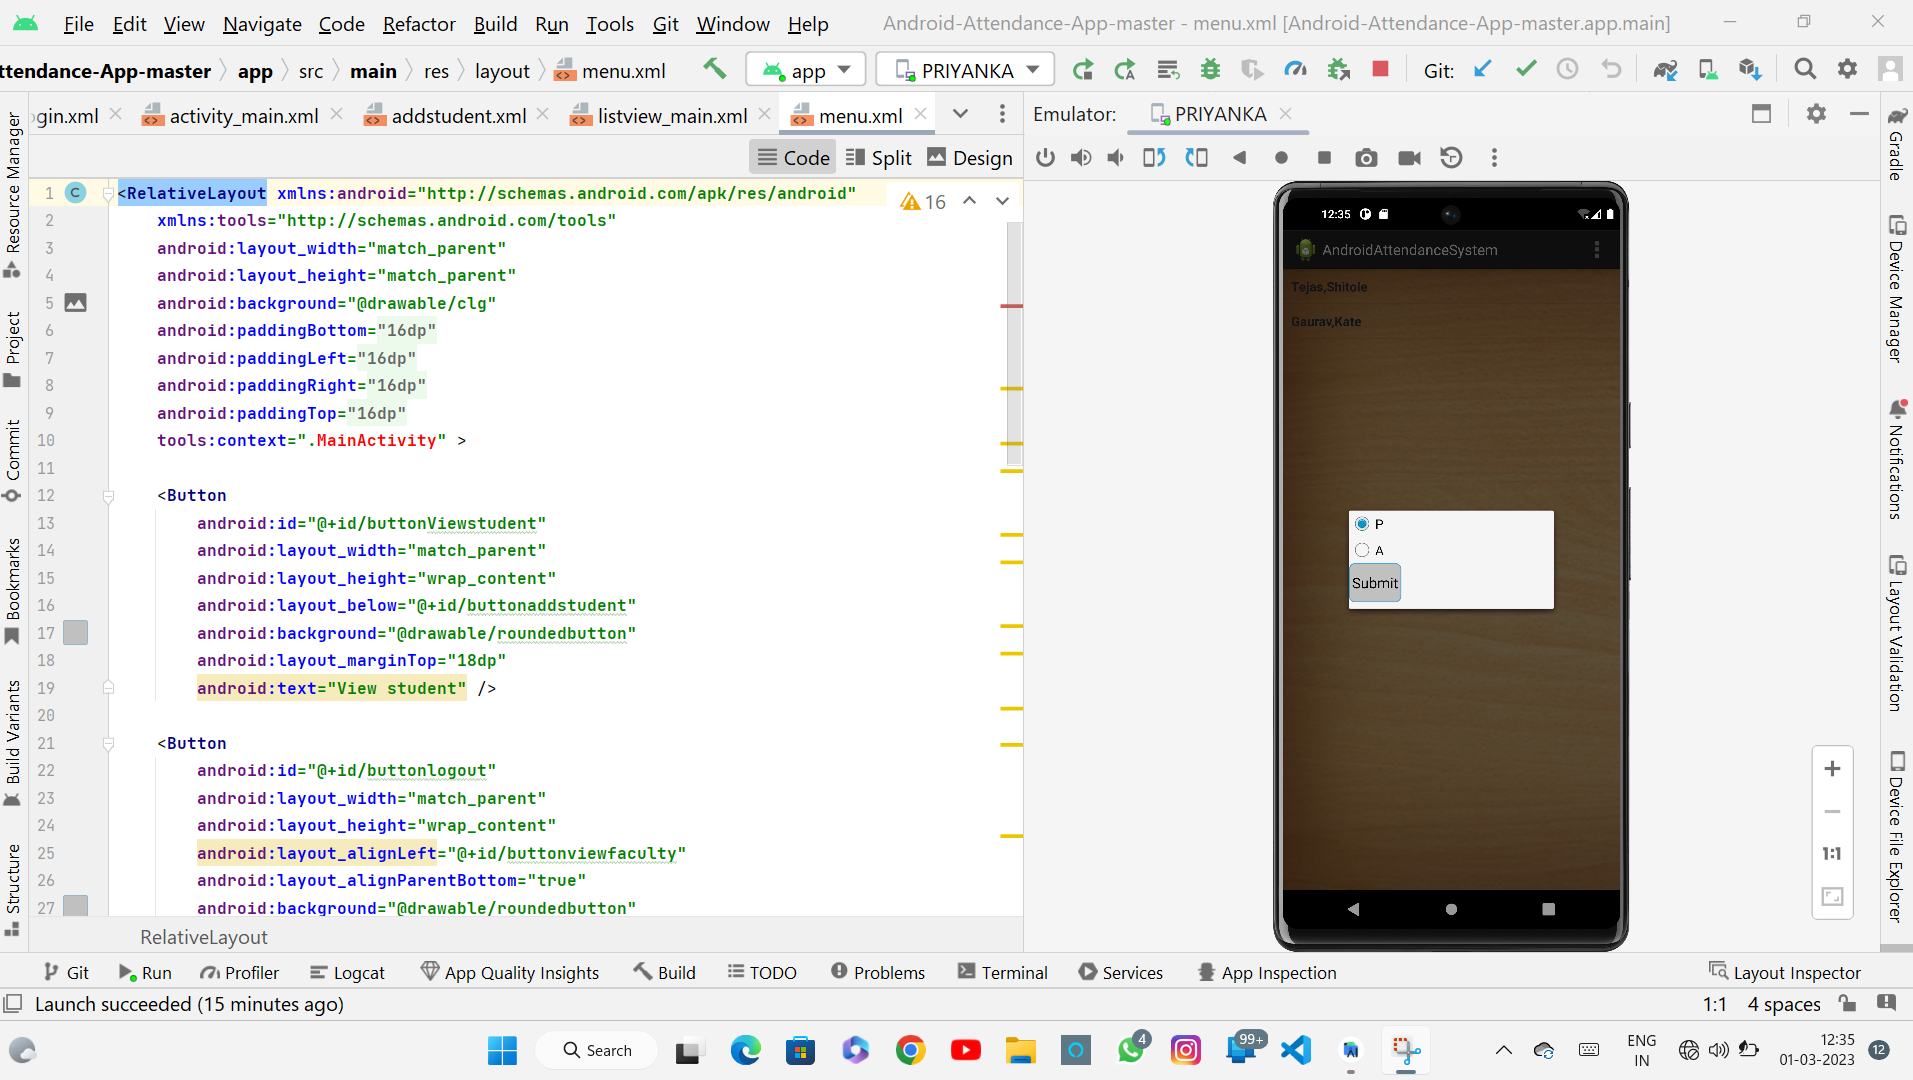 File Edit View Navigate Code Refactor Build Run Tools Git Window Help Android-Attendance-App-master - menu.xml [Android-Attendance-App-master.app.main]
ttendance-App-master app src main res layout menu.xml app PRIYANKA Git:
gin.xml activity_main.xml addstudent.xml listview_main.xml menu.xml
Code Split Design
16
1 <RelativeLayout xmlns:android="http://schemas.android.com/apk/res/android"
2 xmlns:tools="http://schemas.android.com/tools"
3 android:layout_width="match_parent"
4 android:layout_height="match_parent"
5 android:background="@drawable/clg"
6 android:paddingBottom="16dp"
7 android:paddingLeft="16dp"
8 android:paddingRight="16dp"
9 android:paddingTop="16dp"
10 tools:context=".MainActivity" >
11
12 <Button
13 android:id="@+id/buttonViewstudent"
14 android:layout_width="match_parent"
15 android:layout_height="wrap_content"
16 android:layout_below="@+id/buttonaddstudent"
17 android:background="@drawable/roundedbutton"
18 android:layout_marginTop="18dp"
19 android:text="View student" />
20
21 <Button
22 android:id="@+id/buttonlogout"
23 android:layout_width="match_parent"
24 android:layout_height="wrap_content"
25 android:layout_alignLeft="@+id/buttonviewfaculty"
26 android:layout_alignParentBottom="true"
27 android:background="@drawable/roundedbutton"
RelativeLayout
Resource Manager
Project
Commit
Bookmarks
Build Variants
Structure
Emulator: PRIYANKA
12:35
AndroidAttendanceSystem
Tejas,Shitole
Gaurav,Kate
P
A
Submit
1:1
Gradle
Device Manager
Notifications
Layout Validation
Device File Explorer
Git Run Profiler Logcat App Quality Insights Build TODO Problems Terminal Services App Inspection Layout Inspector
Launch succeeded (15 minutes ago) 1:1 4 spaces
Search 4 99+ ENG IN 12:35 01-03-2023 12